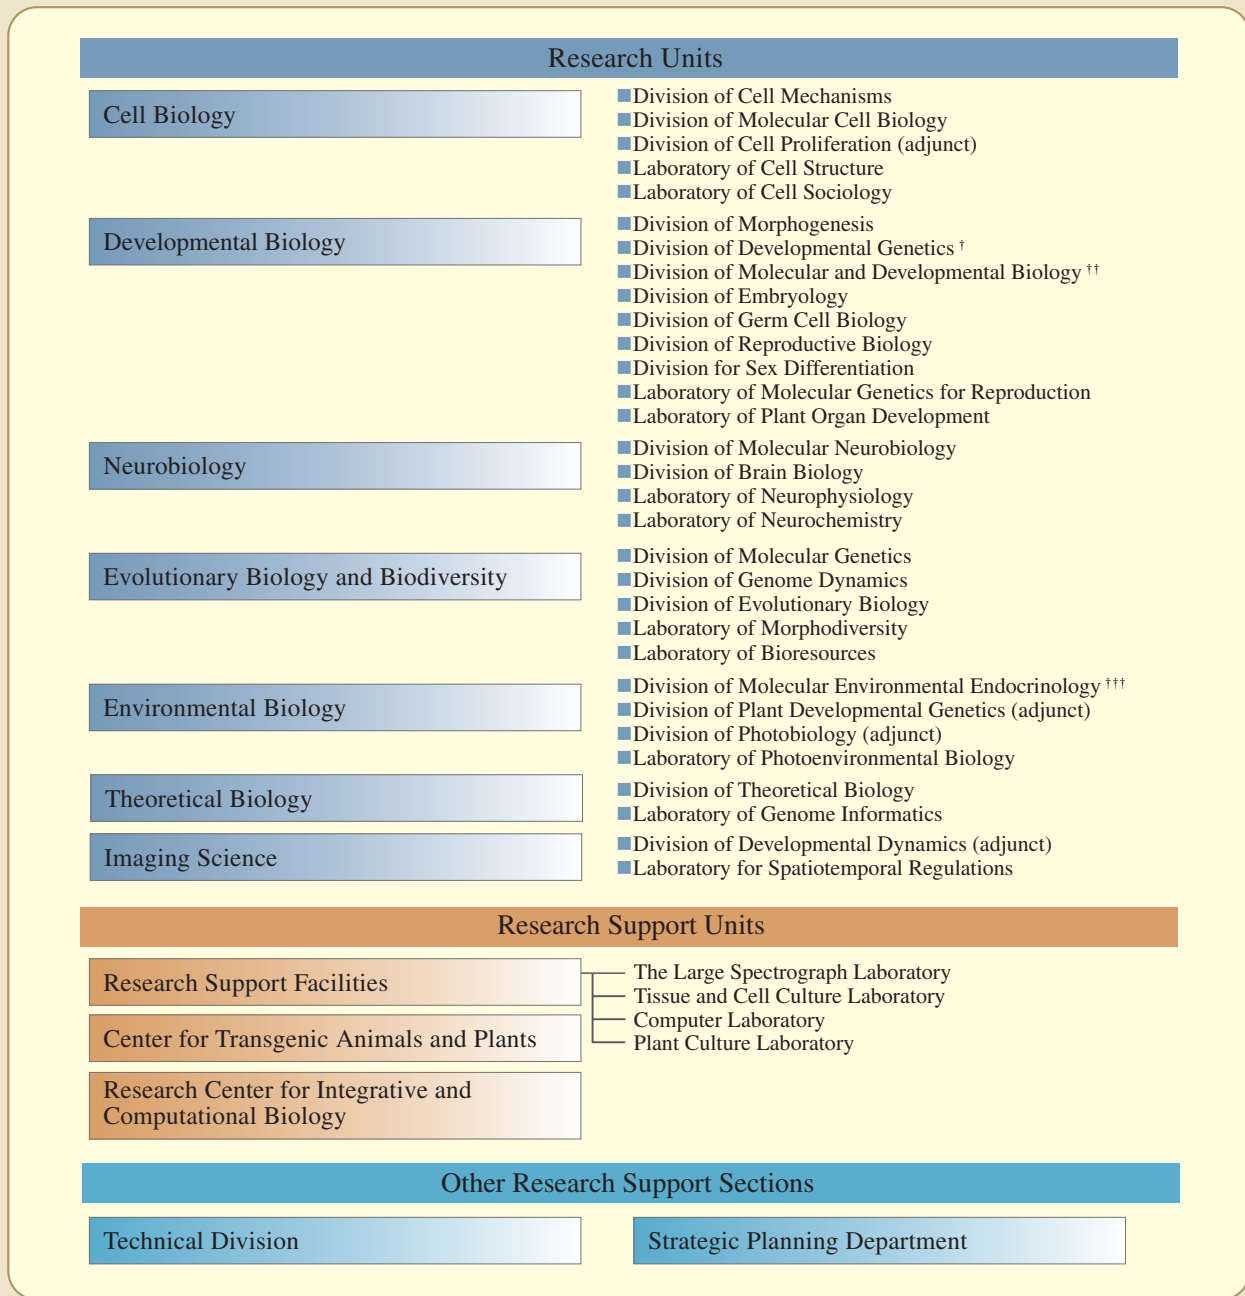 Research Units
Cell Biology
■Division of Cell Mechanisms
■Division of Molecular Cell Biology
■Division of Cell Proliferation (adjunct)
■Laboratory of Cell Structure
■Laboratory of Cell Sociology
Developmental Biology
■Division of Morphogenesis
■Division of Developmental Genetics †
■Division of Molecular and Developmental Biology ††
■Division of Embryology
■Division of Germ Cell Biology
■Division of Reproductive Biology
■Division for Sex Differentiation
■Laboratory of Molecular Genetics for Reproduction
■Laboratory of Plant Organ Development
Neurobiology
■Division of Molecular Neurobiology
■Division of Brain Biology
■Laboratory of Neurophysiology
■Laboratory of Neurochemistry
Evolutionary Biology and Biodiversity
■Division of Molecular Genetics
■Division of Genome Dynamics
■Division of Evolutionary Biology
■Laboratory of Morphodiversity
■Laboratory of Bioresources
Environmental Biology
■Division of Molecular Environmental Endocrinology †††
■Division of Plant Developmental Genetics (adjunct)
■Division of Photobiology (adjunct)
■Laboratory of Photoenvironmental Biology
Theoretical Biology
■Division of Theoretical Biology
■Laboratory of Genome Informatics
Imaging Science
■Division of Developmental Dynamics (adjunct)
■Laboratory for Spatiotemporal Regulations
Research Support Units
Research Support Facilities
The Large Spectrograph Laboratory
Tissue and Cell Culture Laboratory
Computer Laboratory
Plant Culture Laboratory
Center for Transgenic Animals and Plants
Research Center for Integrative and
Computational Biology
Other Research Support Sections
Technical Division
Strategic Planning Department